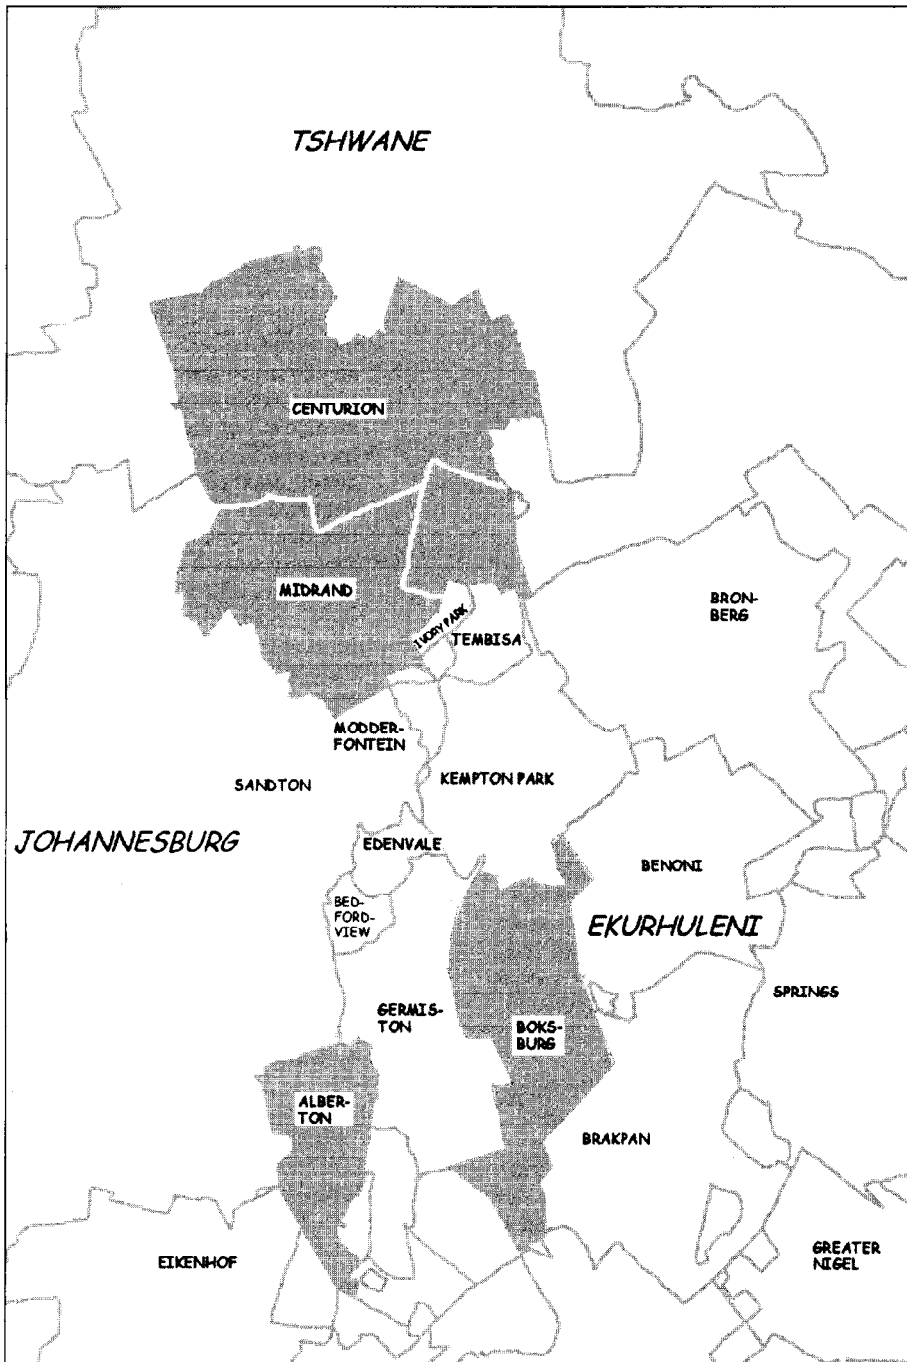 TSHWANE
CENTURION
MIDRAND
BRON-
BERG
IVORY PARK
TEMBISA
MODDER-
FONTEIN
SANDTON
KEMPTON PARK
JOHANNESBURG
EDENVALE
BENONI
BED-
FORD-
VIEW
EKURHULENI
SPRINGS
GERMIS-
TON
BOKS-
BURG
ALBER-
TON
BRAKPAN
EIKENHOF
GREATER
NIGEL